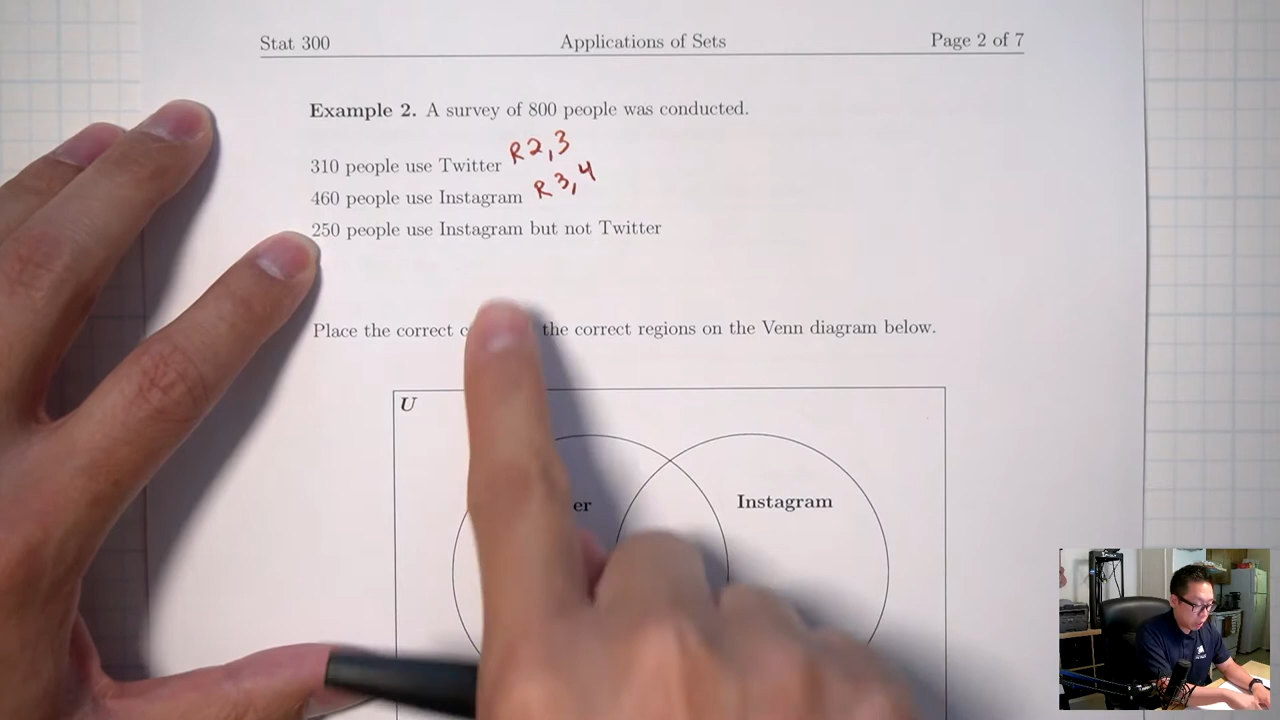 Stat 300 Applications of Sets Page 2 of 7
Example 2. A survey of 800 people was conducted.
310 people use Twitter R2,3
460 people use Instagram R3,4
250 people use Instagram but not Twitter
Place the correct the correct regions on the Venn diagram below.
U
er Instagram